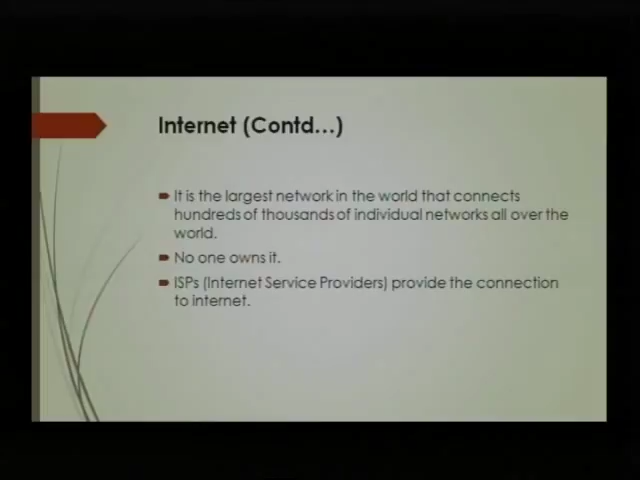 Internet (Contd...)
It is the largest network in the world that connects
hundreds of thousands of individual networks all over the
world.
No one owns it.
ISPs (Internet Service Providers) provide the connection
to internet.